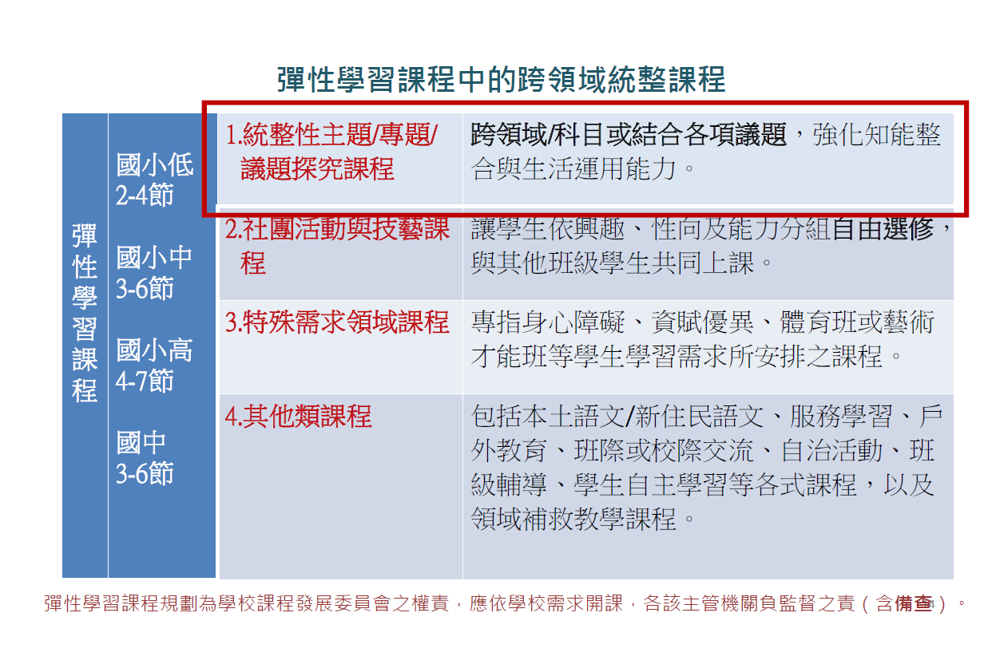 彈性學習課程中的跨領域統整課程
彈
性
學
習
課
程
國小低
2-4節
國小中
3-6節
國小高
4-7節
國中
3-6節
1.統整性主題/專題/
議題探究課程
跨領域/科目或結合各項議題，強化知能整
合與生活運用能力。
2.社團活動與技藝課
程
讓學生依興趣、性向及能力分組自由選修，
與其他班級學生共同上課。
3.特殊需求領域課程
專指身心障礙、資賦優異、體育班或藝術
才能班等學生學習需求所安排之課程。
4.其他類課程
包括本土語文/新住民語文、服務學習、戶
外教育、班際或校際交流、自治活動、班
級輔導、學生自主學習等各式課程，以及
領域補救教學課程。
彈性學習課程規劃為學校課程發展委員會之權責，應依學校需求開課，各該主管機關負監督之責（含備查）。
4